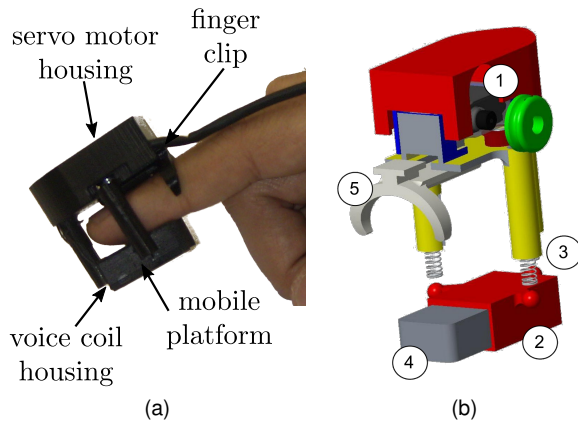 servo motor
housing
finger
clip
voice coil
housing
mobile
platform
(a)
1
5
3
2
4
(b)